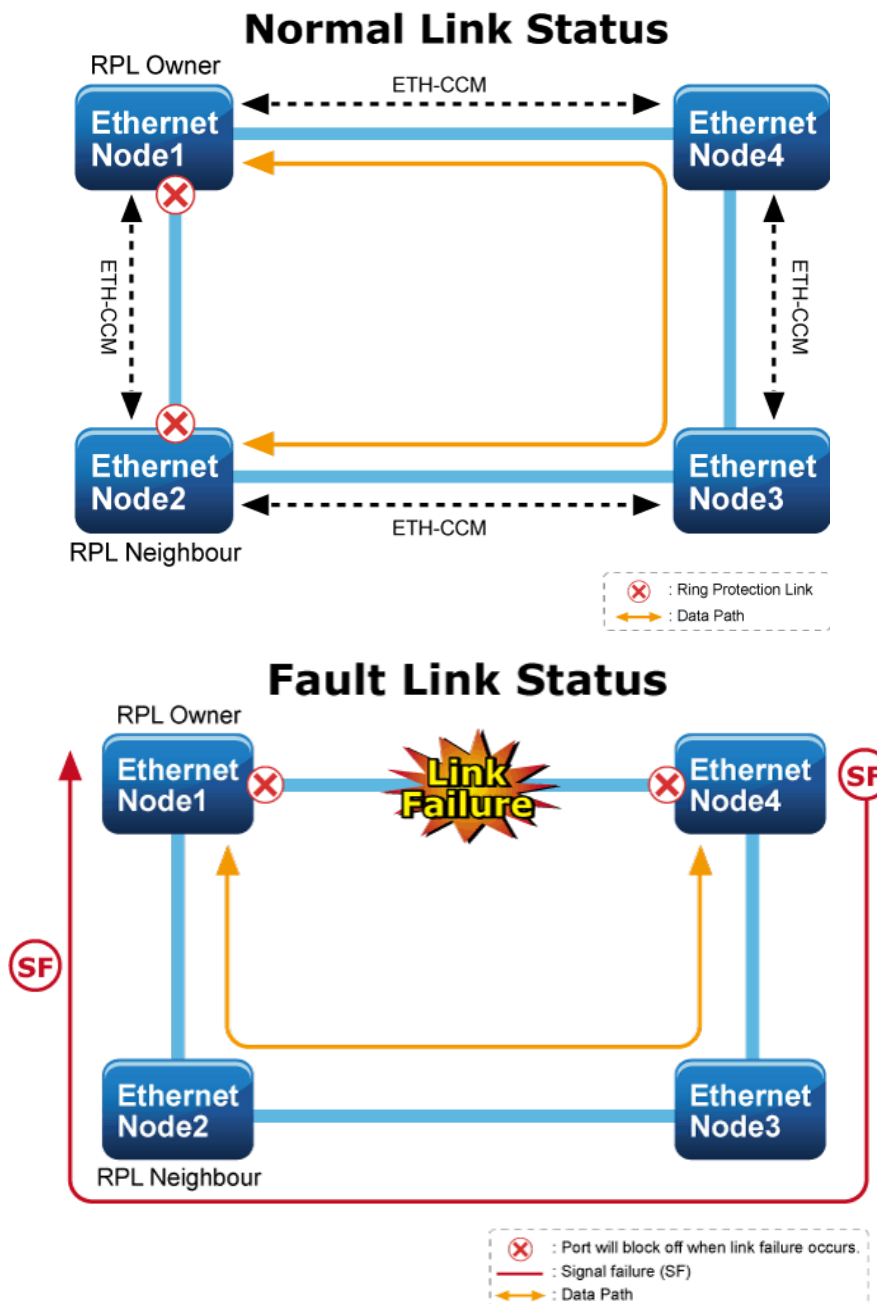 Normal Link Status
RPL Owner
ETH-CCM
Ethernet
Node1
Ethernet
Node4
ETH-CCM
ETH-CCM
Ethernet
Node2
Ethernet
Node3
ETH-CCM
RPL Neighbour
: Ring Protection Link
: Data Path
Fault Link Status
RPL Owner
Ethernet
Node1
Link
Failure
Ethernet
Node4
SF
SF
Ethernet
Node2
Ethernet
Node3
RPL Neighbour
: Port will block off when link failure occurs.
: Signal failure (SF)
: Data Path